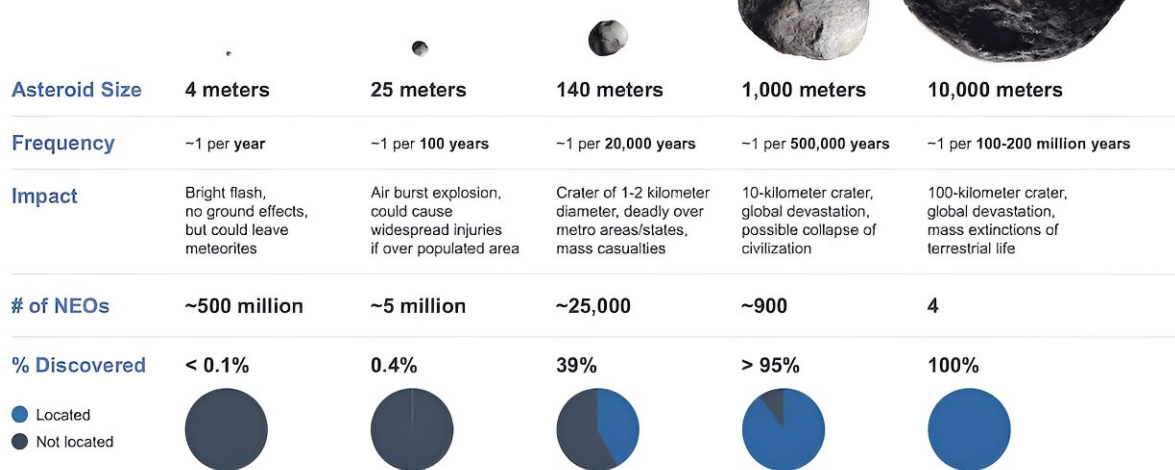 Asteroid Size 4 meters 25 meters 140 meters 1,000 meters 10,000 meters
Frequency ~1 per year ~1 per 100 years ~1 per 20,000 years ~1 per 500,000 years ~1 per 100-200 million years
Impact
Bright flash,
no ground effects,
but could leave
meteorites
Air burst explosion,
could cause
widespread injuries
if over populated area
Crater of 1-2 kilometer
diameter, deadly over
metro areas/states,
mass casualties
10-kilometer crater,
global devastation,
possible collapse of
civilization
100-kilometer crater,
global devastation,
mass extinctions of
terrestrial life
# of NEOs ~500 million ~5 million ~25,000 ~900 4
% Discovered < 0.1% 0.4% 39% > 95% 100%
Located
Not located